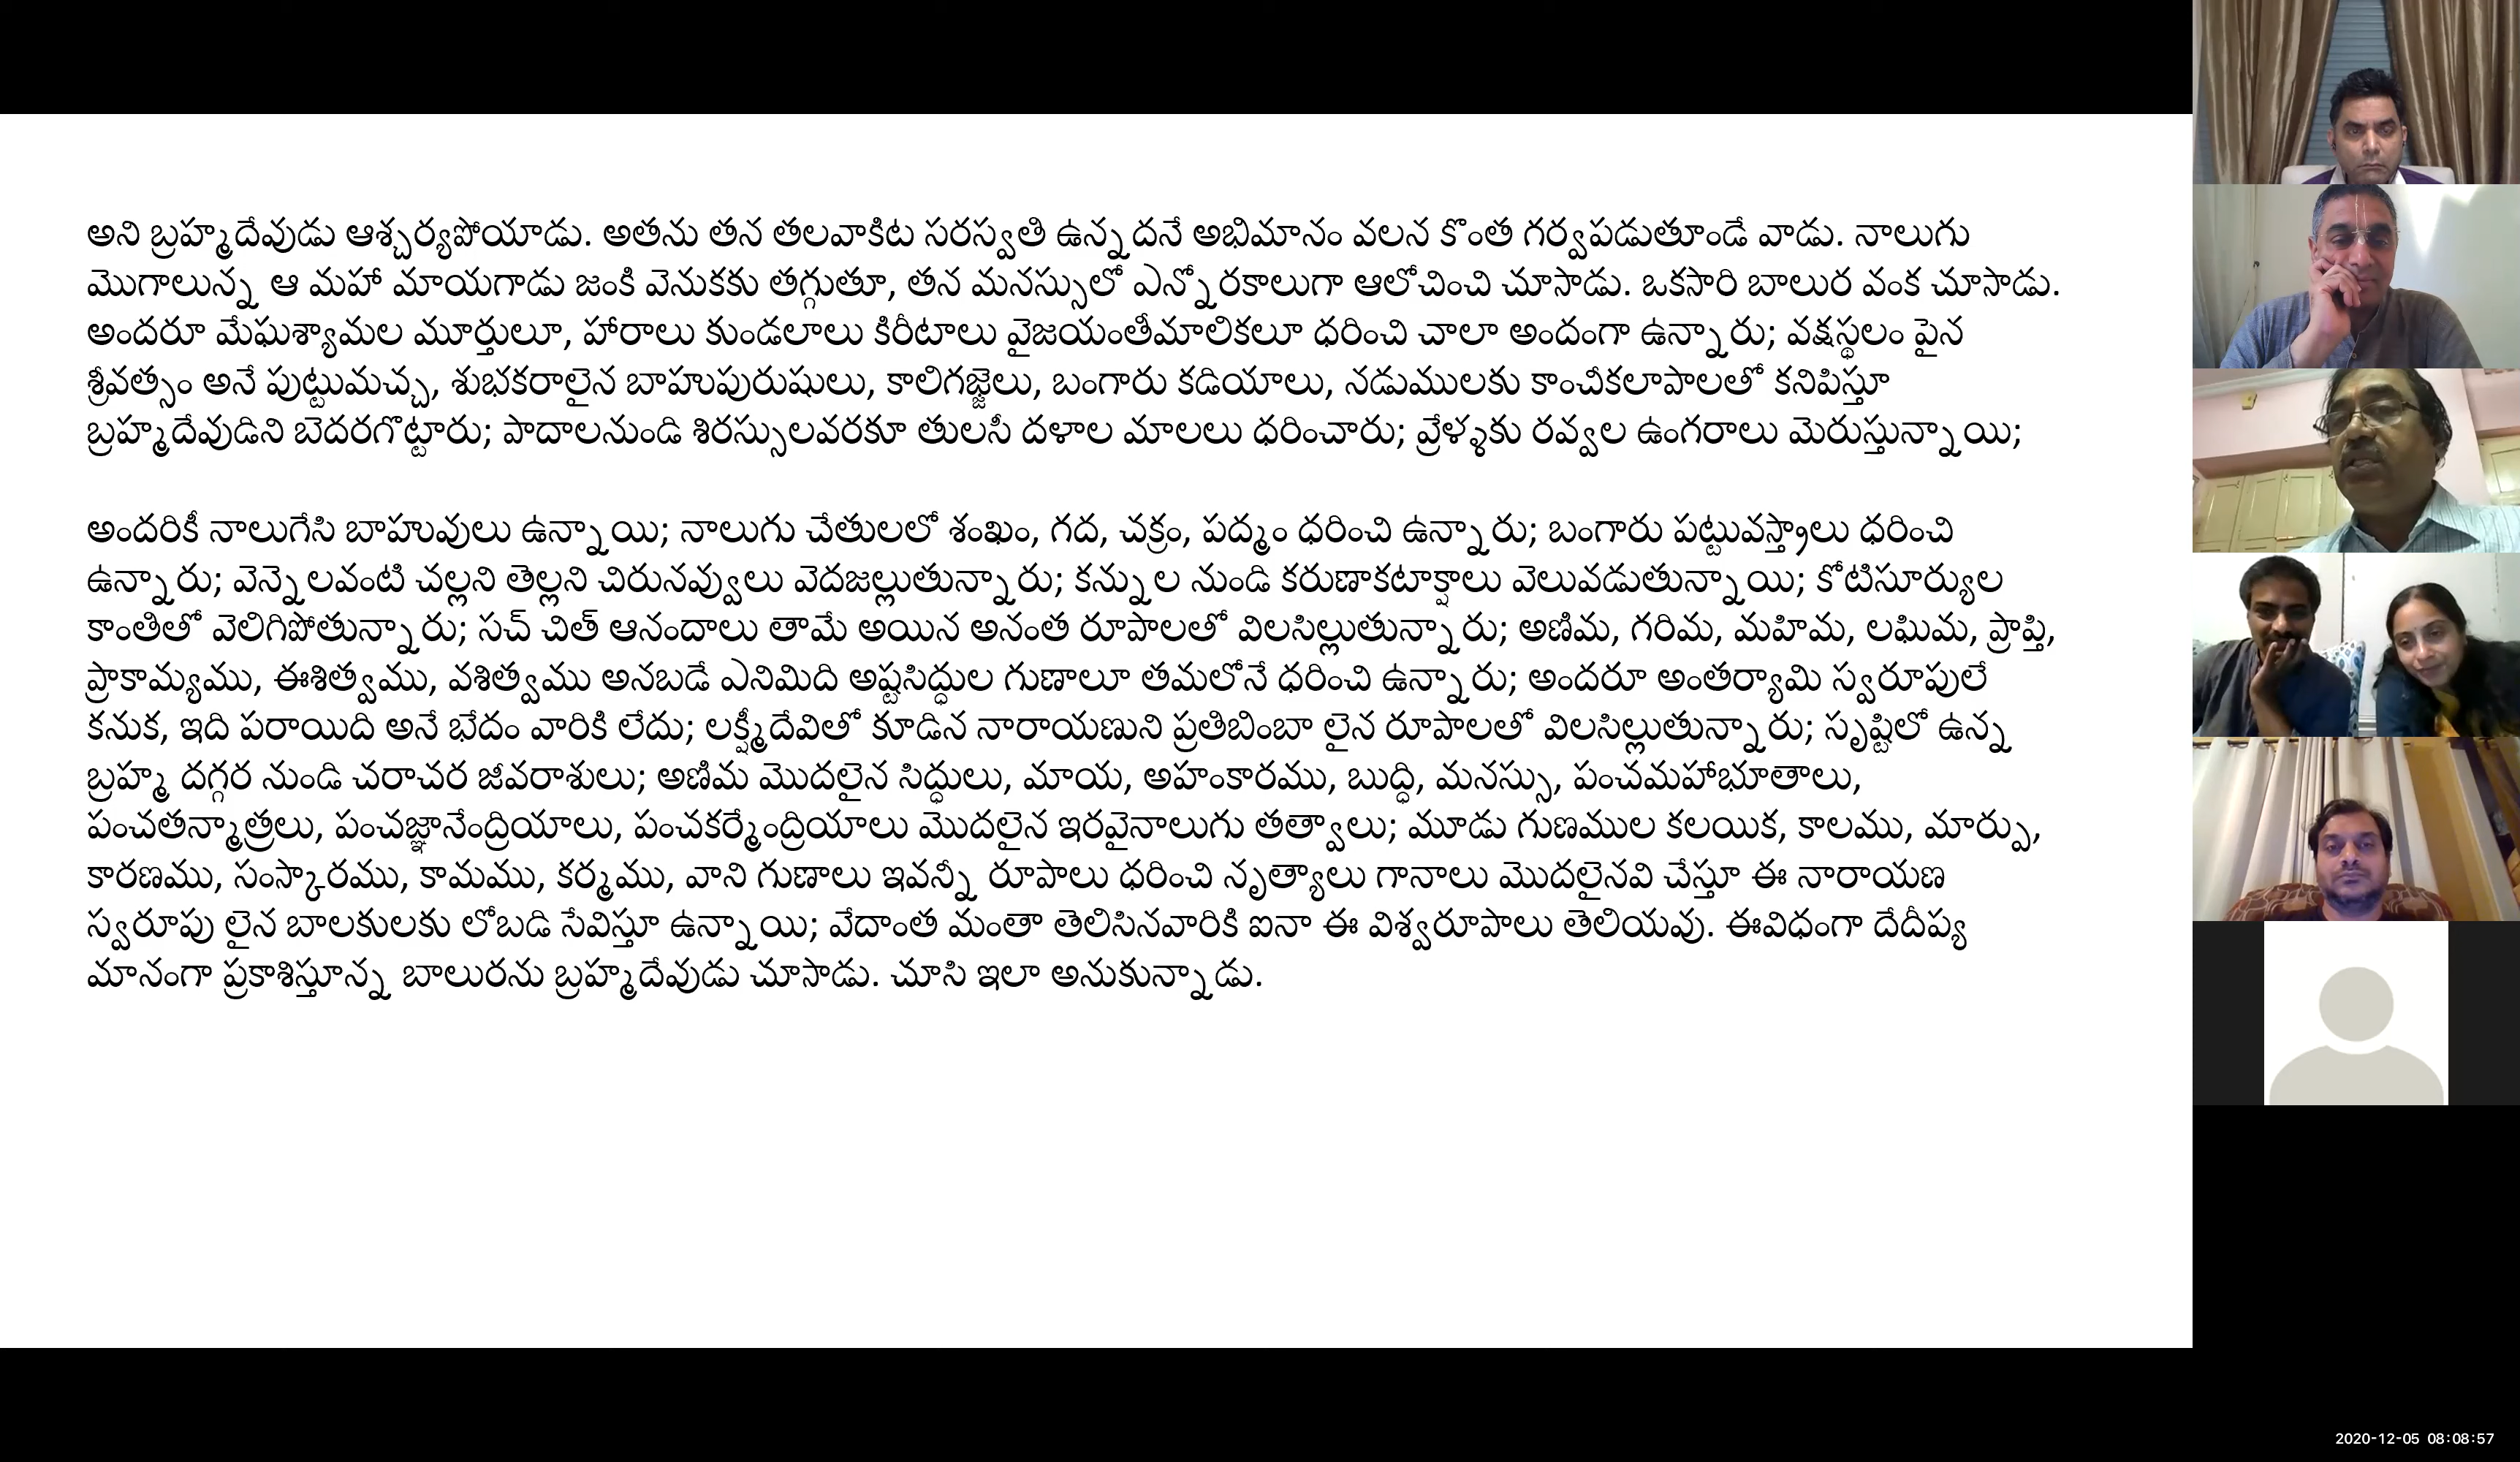 అని బ్రహ్మదేవుడు ఆశ్చర్యపోయాడు. అతను తన తలవాకిట సరస్వతి ఉన్నదనే అభిమానం వలన కొంత గర్వపడుతూండే వాడు. నాలుగు
మొగాలున్న ఆ మహా మాయగాడు జంకి వెనుకకు తగ్గుతూ, తన మనస్సులో ఎన్నోరకాలుగా ఆలోచించి చూసాడు. ఒకసారి బాలుర వంక చూసాడు.
అందరూ మేఘశ్యామల మూర్తులూ, హారాలు కుండలాలు కిరీటాలు వైజయంతీమాలికలూ ధరించి చాలా అందంగా ఉన్నారు; వక్షస్థలం పైన
శ్రీవత్సం అనే పుట్టుమచ్చ, శుభకరాలైన బాహుపురుషులు, కాలిగజ్జెలు, బంగారు కడియాలు, నడుములకు కాంచీకలాపాలతో కనిపిస్తూ
బ్రహ్మదేవుడిని బెదరగొట్టారు; పాదాలనుండి శిరస్సులవరకూ తులసీ దళాల మాలలు ధరించారు; వ్రేళ్ళకు రవ్వల ఉంగరాలు మెరుస్తున్నాయి;
అందరికీ నాలుగేసి బాహువులు ఉన్నాయి; నాలుగు చేతులలో శంఖం, గద, చక్రం, పద్మం ధరించి ఉన్నారు; బంగారు పట్టువస్త్రాలు ధరించి
ఉన్నారు; వెన్నెలవంటి చల్లని తెల్లని చిరునవ్వులు వెదజల్లుతున్నారు; కన్నుల నుండి కరుణాకటాక్షాలు వెలువడుతున్నాయి; కోటిసూర్యుల
కాంతితో వెలిగిపోతున్నారు; సచ్ చిత్ ఆనందాలు తామే అయిన అనంత రూపాలతో విలసిల్లుతున్నారు; అణిమ, గరిమ, మహిమ, లఘిమ, ప్రాప్తి,
ప్రాకామ్యము, ఈశిత్వము, వశిత్వము అనబడే ఎనిమిది అష్టసిద్ధుల గుణాలూ తమలోనే ధరించి ఉన్నారు; అందరూ అంతర్యామి స్వరూపులే
కనుక, ఇది పరాయిది అనే భేదం వారికి లేదు; లక్ష్మీదేవితో కూడిన నారాయణుని ప్రతిబింబా లైన రూపాలతో విలసిల్లుతున్నారు; సృష్టిలో ఉన్న
బ్రహ్మ దగ్గర నుండి చరాచర జీవరాశులు; అణిమ మొదలైన సిద్ధులు, మాయ, అహంకారము, బుద్ధి, మనస్సు, పంచమహాభూతాలు,
పంచతన్మాత్రలు, పంచజ్ఞానేంద్రియాలు, పంచకర్మేంద్రియాలు మొదలైన ఇరవైనాలుగు తత్వాలు; మూడు గుణముల కలయిక, కాలము, మార్పు,
కారణము, సంస్కారము, కామము, కర్మము, వాని గుణాలు ఇవన్నీ రూపాలు ధరించి నృత్యాలు గానాలు మొదలైనవి చేస్తూ ఈ నారాయణ
స్వరూపు లైన బాలకులకు లోబడి సేవిస్తూ ఉన్నాయి; వేదాంత మంతా తెలిసినవారికి ఐనా ఈ విశ్వరూపాలు తెలియవు. ఈవిధంగా దేదీప్య
మానంగా ప్రకాశిస్తూన్న బాలురను బ్రహ్మదేవుడు చూసాడు. చూసి ఇలా అనుకున్నాడు.
2020-12-05 08:08:57